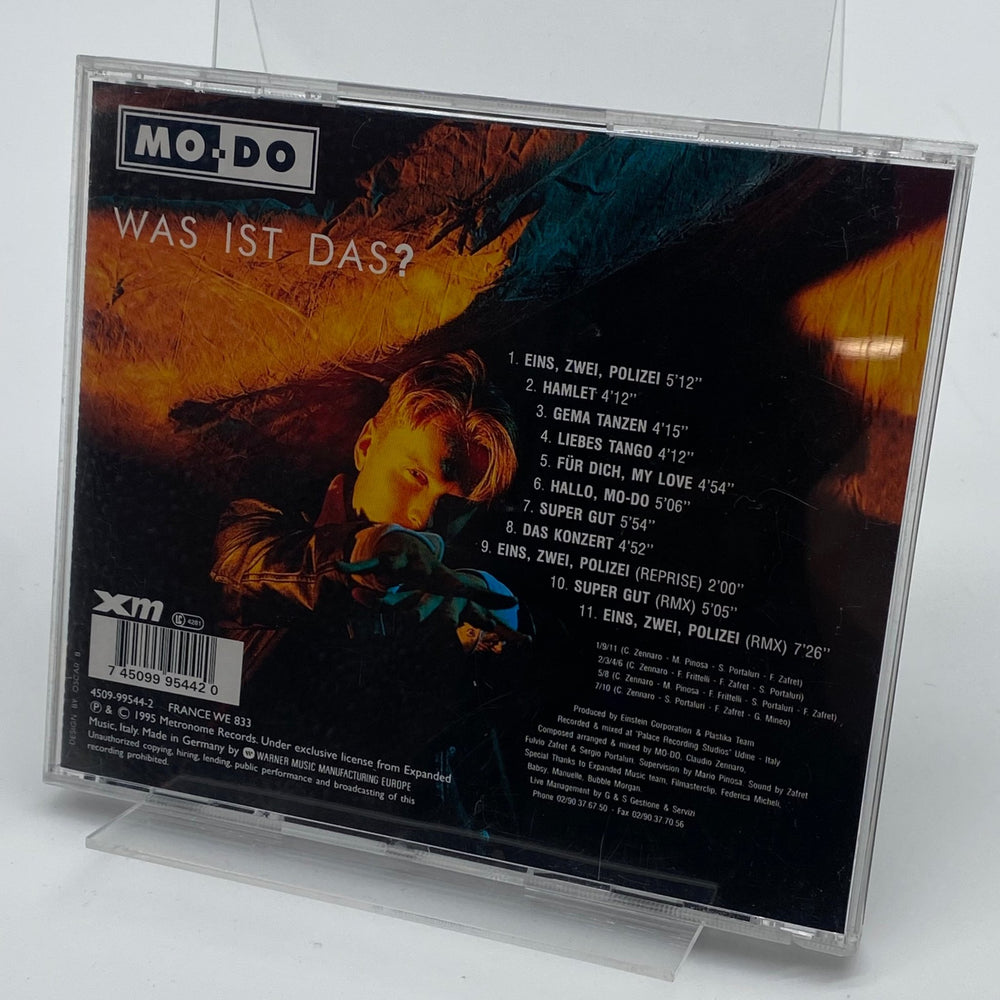 MO-DO
WAS IST DAS?
1. EINS, ZWEI, POLIZEI 5'12"
2. HAMLET 4'12"
3. GEMA TANZEN 4'15"
4. LIEBES TANGO 4'12"
5. FÜR DICH, MY LOVE 4'54"
6. HALLO, MO-DO 5'06"
7. SUPER GUT 5'54"
8. DAS KONZERT 4'52"
9. EINS, ZWEI, POLIZEI (REPRISE) 2'00"
10. SUPER GUT (RMX) 5'05"
11. EINS, ZWEI, POLIZEI (RMX) 7'26"
1/9/11 (C. Zennaro - M. Pinosa - S. Portaluri - F. Zafret)
2/3/4/6 (C. Zennaro - F. Frittelli - F. Zafret - S. Portaluri)
5/8 (C. Zennaro - M. Pinosa - F. Frittelli - S. Portaluri - F. Zafret)
7/10 (C. Zennaro - S. Portaluri - F. Zafret - G. Mineo)
Produced by Einstein Corporation & Plastika Team
Recorded & mixed at 'Palace Recording Studios' Udine - Italy
Composed arranged & mixed by MO-DO, Claudio Zennaro,
Fulvio Zafret & Sergio Portaluri, Supervision by Mario Pinosa, Sound by Zafret
Special Thanks to Expanded Music team, Filmasterclip, Federica Micheli,
Babsy, Manuelle, Bubble Morgan.
Live Management by G & S Gestione & Servizi
Phone 02/90 37.67 50 - Fax 02/90.37.70.56
xm
LC 4281
7 45099 95442 0
4509-99544-2 FRANCE WE 833
℗ & © 1995 Metronome Records. Under exclusive license from Expanded
Music, Italy. Made in Germany by WARNER MUSIC MANUFACTURING EUROPE
Unauthorized copying, hiring, lending, public performance and broadcasting of this
recording prohibited.
DESIGN BY OSCAR B.